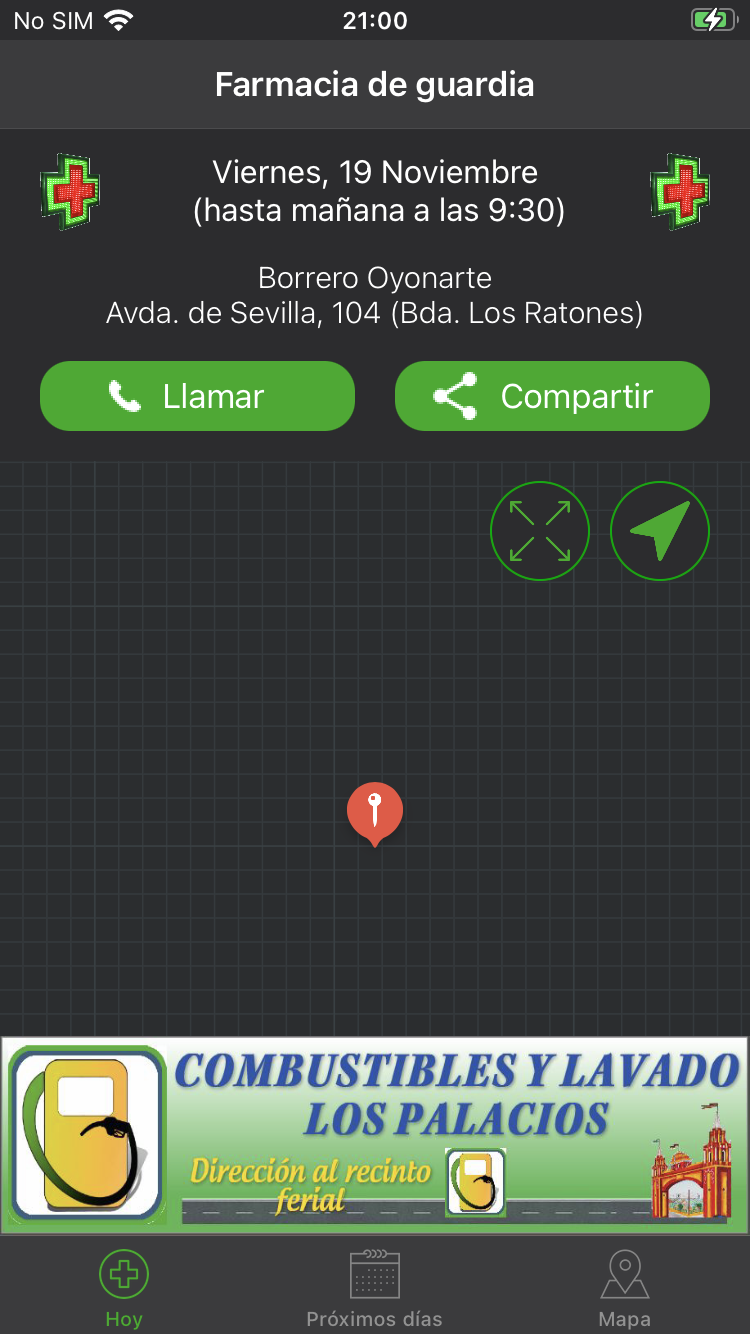 No SIM 21:00
Farmacia de guardia
Viernes, 19 Noviembre
(hasta mañana a las 9:30)
Borrero Oyonarte
Avda. de Sevilla, 104 (Bda. Los Ratones)
Llamar Compartir
COMBUSTIBLES Y LAVADO
LOS PALACIOS
Dirección al recinto
ferial
Hoy Próximos días Mapa